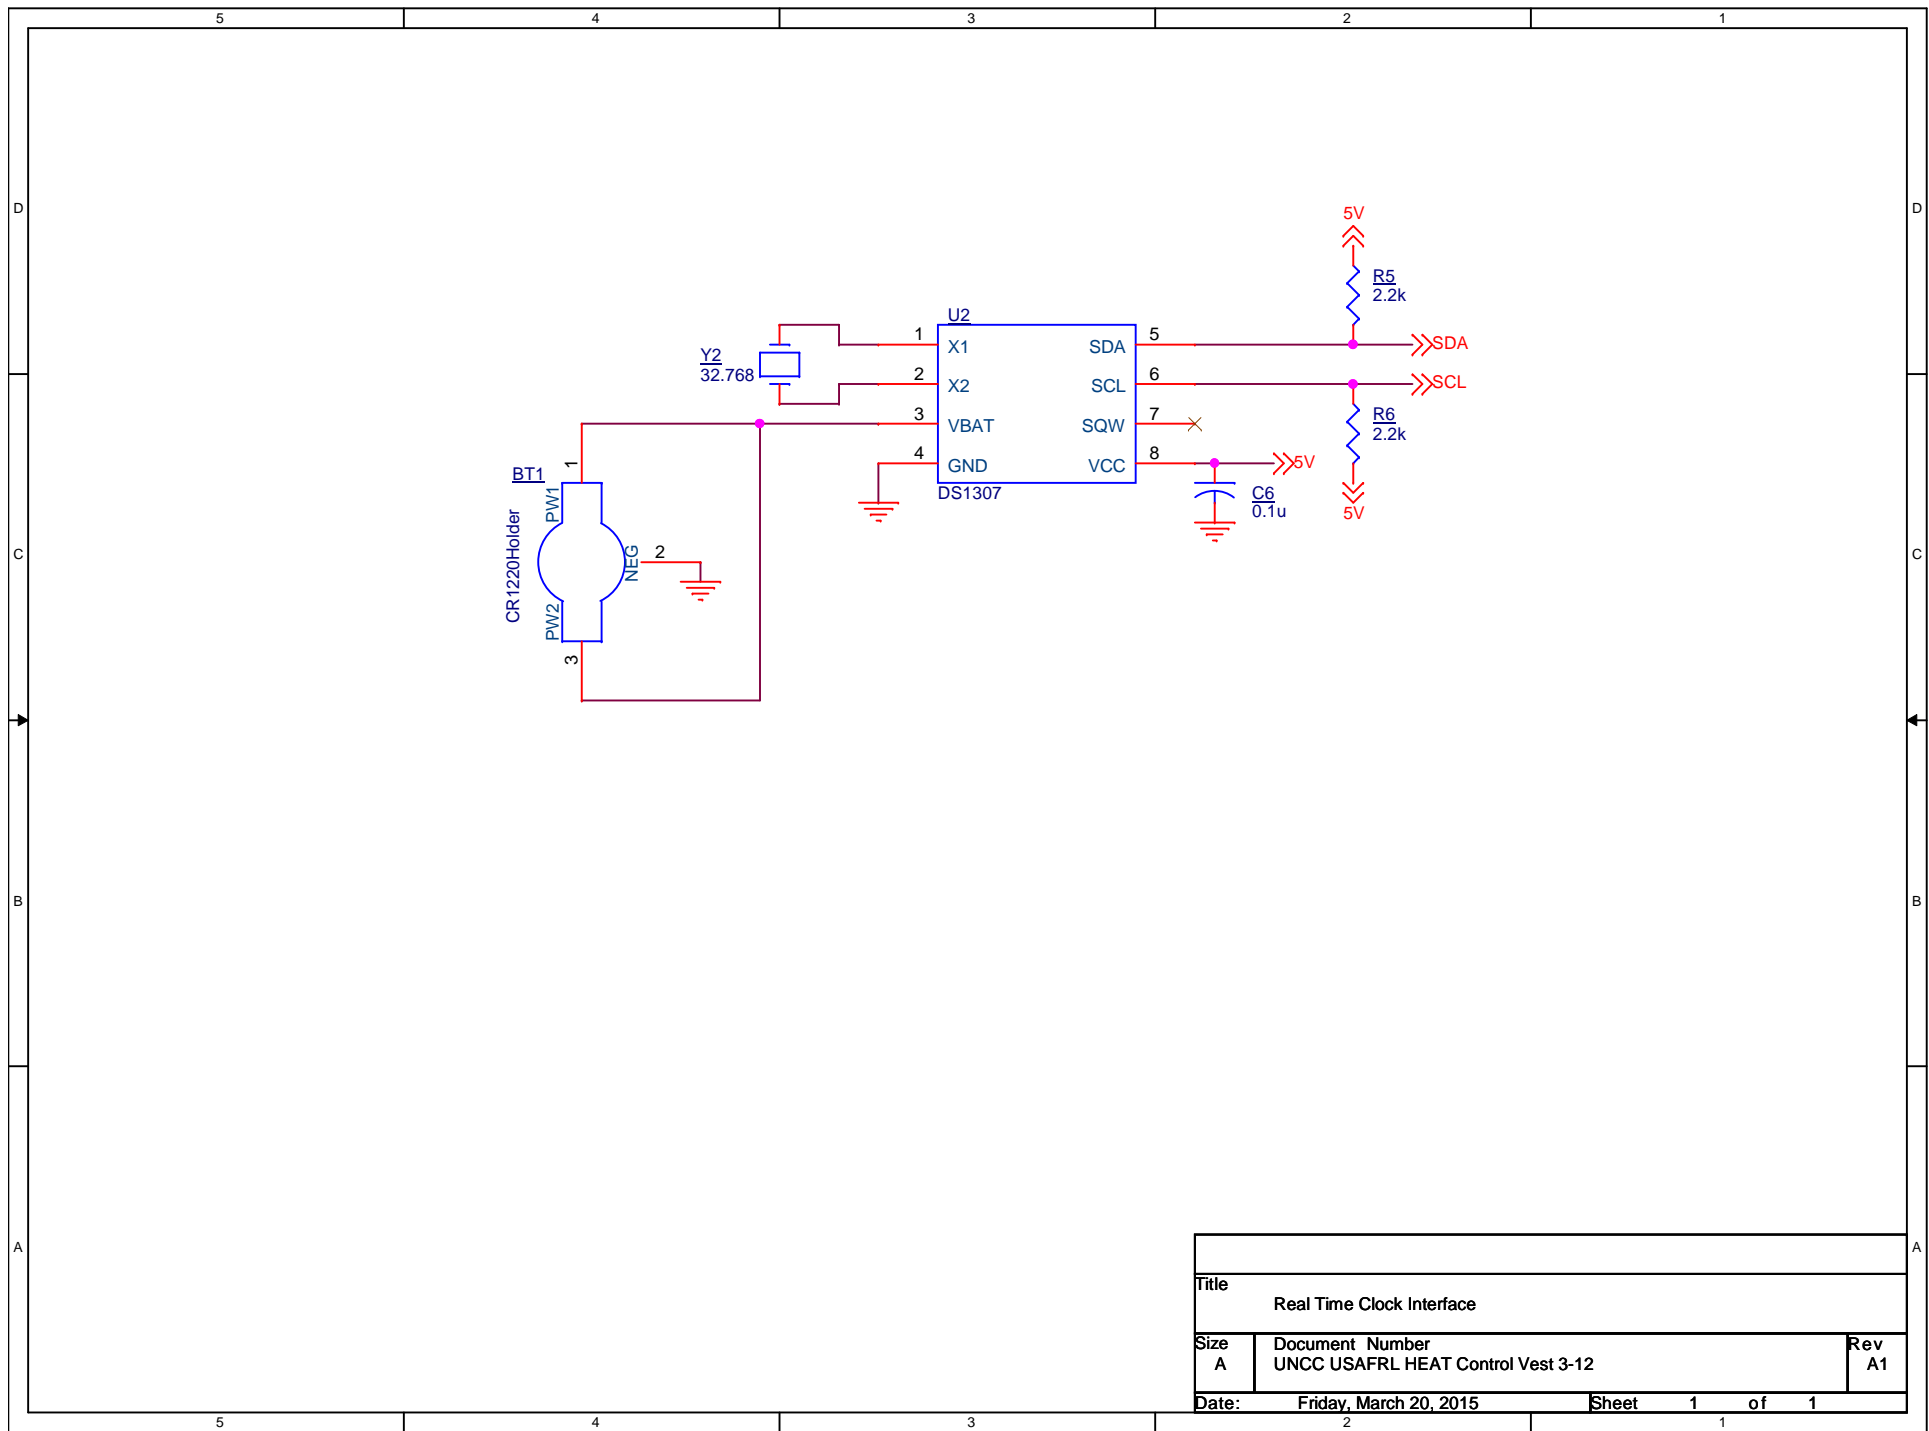 5 4 3 2 1
D D
C C
B B
A A
5V
R5
2.2k
U2
1 X1
2 X2
3 VBAT
4 GND
SDA 5
SCL 6
SQW 7
VCC 8
DS1307
Y2
32.768
SDA
SCL
R6
2.2k
5V
5V
C6
0.1u
BT1
CR1220Holder
1
PW1
NEG 2
PW2
3
Title
Real Time Clock Interface
Size
A
Document Number
UNCC USAFRL HEAT Control Vest 3-12
Rev
A1
Date: Friday, March 20, 2015
Sheet 1 of 1
5 4 3 2 1